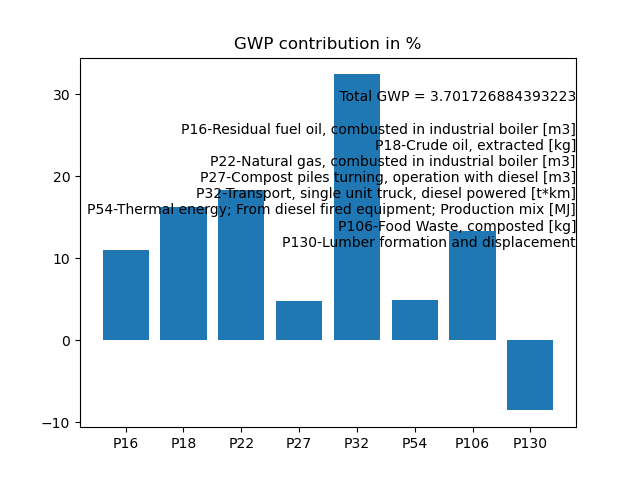 GWP contribution in %
30
20
10
0
−10
Total GWP = 3.701726884393223
P16-Residual fuel oil, combusted in industrial boiler [m3]
P18-Crude oil, extracted [kg]
P22-Natural gas, combusted in industrial boiler [m3]
P27-Compost piles turning, operation with diesel [m3]
P32-Transport, single unit truck, diesel powered [t*km]
P54-Thermal energy; From diesel fired equipment; Production mix [MJ]
P106-Food Waste, composted [kg]
P130-Lumber formation and displacement
P16 P18 P22 P27 P32 P54 P106 P130